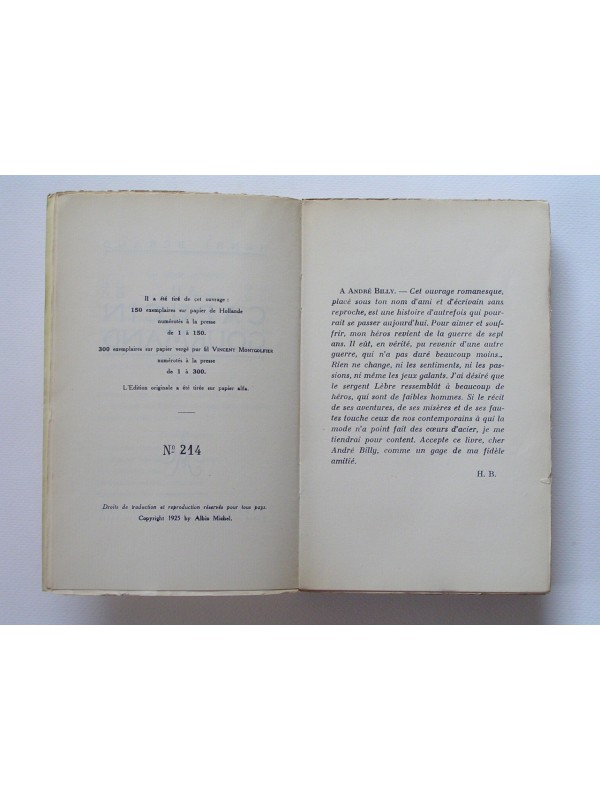 Il a été tiré de cet ouvrage :
150 exemplaires sur papier de Hollande
numérotés à la presse
de 1 à 150.
300 exemplaires sur papier vergé pur fil VINCENT MONTGOLFIER
numérotés à la presse
de 1 à 300.
L'Edition originale a été tirée sur papier alfa.
Nº 214
Droits de traduction et reproduction réservés pour tous pays.
Copyright 1925 by Albin Michel.
A ANDRÉ BILLY. — Cet ouvrage romanesque,
placé sous ton nom d'ami et d'écrivain sans
reproche, est une histoire d'autrefois qui pour-
rait se passer aujourd'hui. Pour aimer et souf-
frir, mon héros revient de la guerre de sept
ans. Il eût, en vérité, pu revenir d'une autre
guerre, qui n'a pas duré beaucoup moins., 
Rien ne change, ni les sentiments, ni les pas-
sions, ni même les jeux galants. J'ai désiré que
le sergent Lèbre ressemblât à beaucoup de
héros, qui sont de faibles hommes. Si le récit
de ses aventures, de ses misères et de ses fau-
tes touche ceux de nos contemporains à qui la
mode n'a point fait des cœurs d'acier, je me
tiendrai pour content. Accepte ce livre, cher
André Billy, comme un gage de ma fidèle
amitié.
H. B.